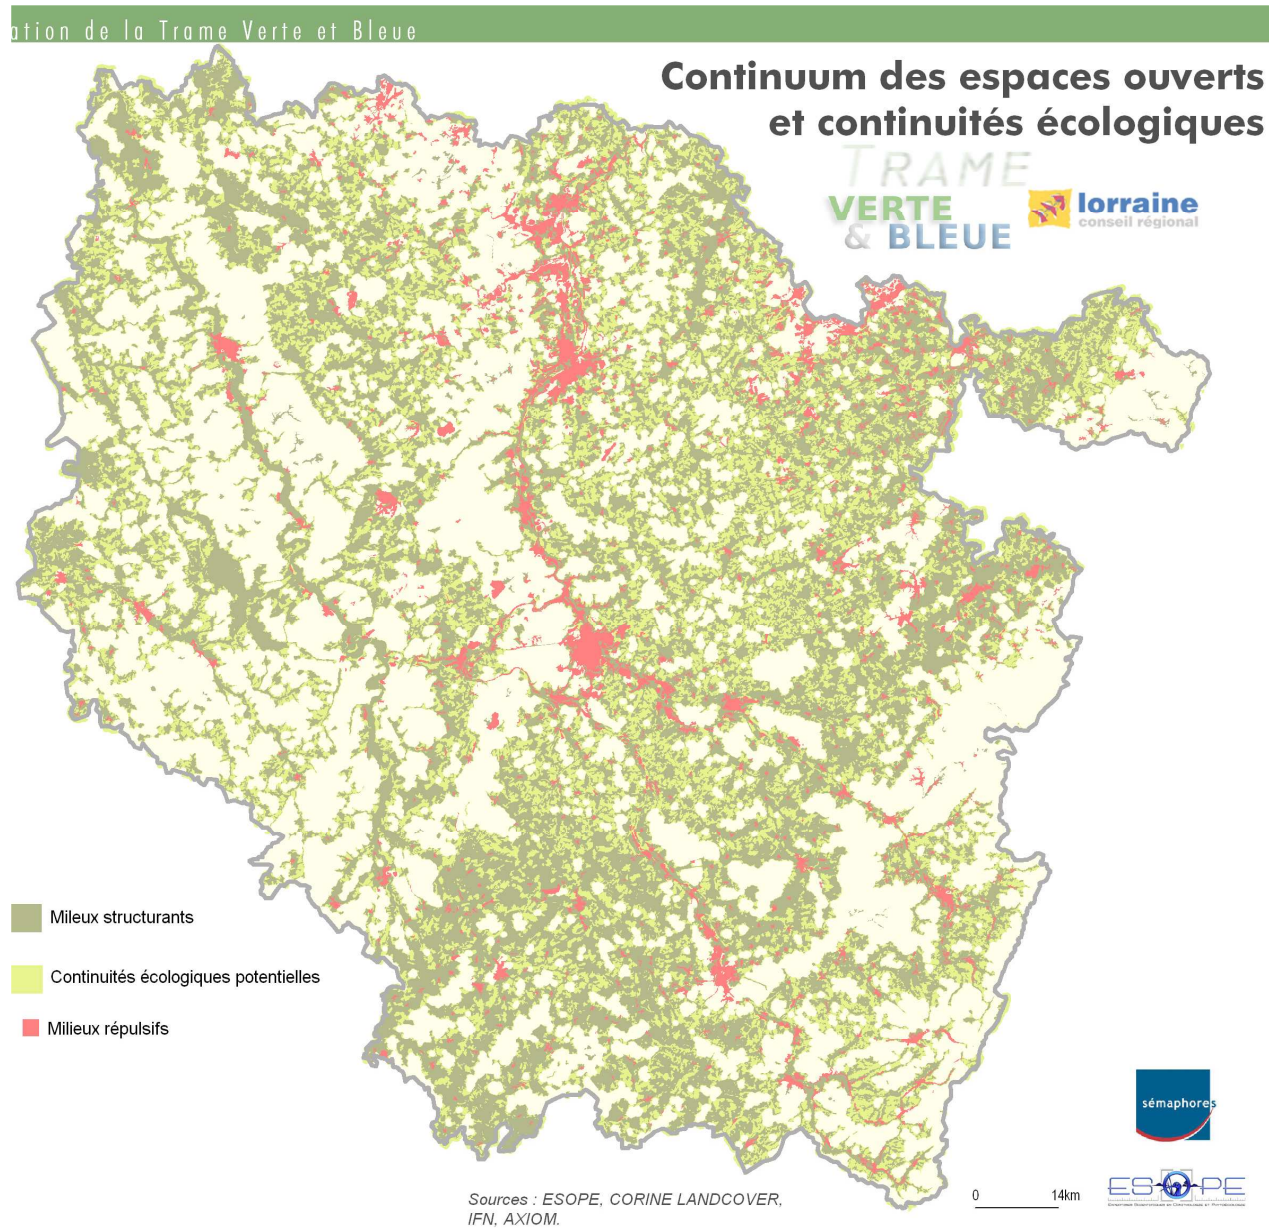 ation de la Trame Verte et Bleue
Continuum des espaces ouverts
et continuités écologiques
TRAME
VERTE
& BLEUE
lorraine
conseil régional
Mileux structurants
Continuités écologiques potentielles
Milieux répulsifs
sémaphores
Sources : ESOPE, CORINE LANDCOVER,
IFN, AXIOM.
0 14km
ESOPE